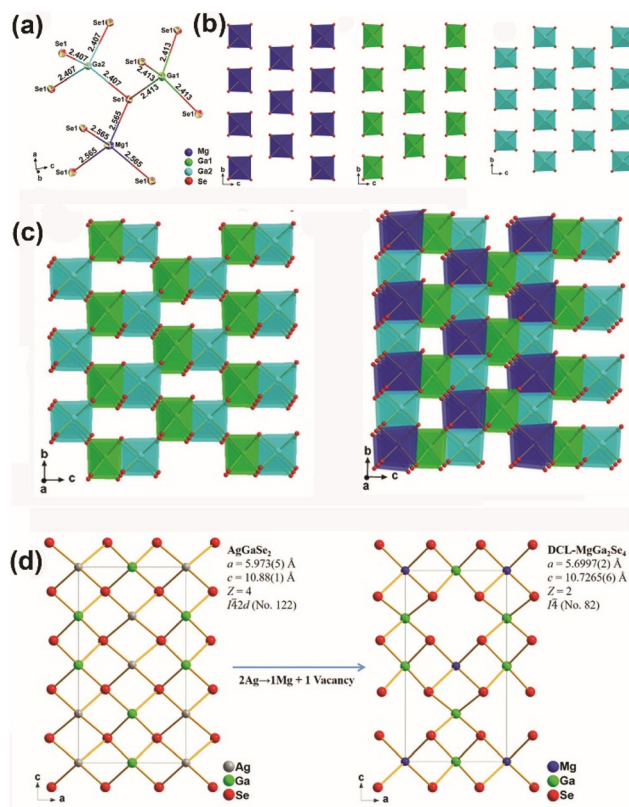 (a)
Se1
Se1
Se1
Se1
2.407
2.407
2.407
Ga2
2.407
Se1
2.413
2.413
Ga1
2.413
2.413
Se1
Se1
2.565
Se1
2.565
Mg1
2.565
2.565
Se1
Se1
a
c
b
Mg
Ga1
Ga2
Se
(b)
b
c
b
c
b
c
(c)
b
a
c
b
a
c
(d)
AgGaSe₂
a = 5.973(5) Å
c = 10.88(1) Å
Z = 4
I4̅2d (No. 122)
2Ag→1Mg + 1 Vacancy
DCL-MgGa₂Se₄
a = 5.6997(2) Å
c = 10.7265(6) Å
Z = 2
I4̅ (No. 82)
c
a
Ag
Ga
Se
c
a
Mg
Ga
Se